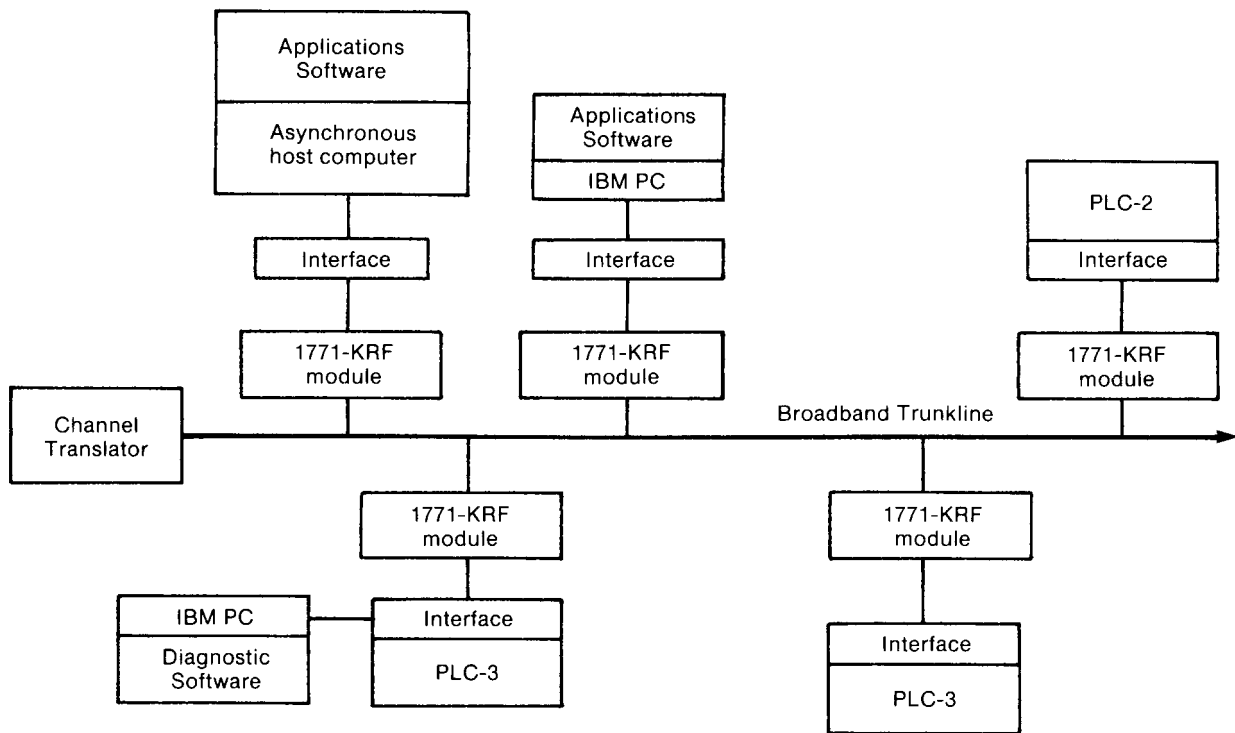 Applications
Software
Asynchronous
host computer
Interface
1771-KRF
module
Applications
Software
IBM PC
Interface
1771-KRF
module
PLC-2
Interface
1771-KRF
module
Channel
Translator
Broadband Trunkline
1771-KRF
module
IBM PC
Diagnostic
Software
Interface
PLC-3
1771-KRF
module
Interface
PLC-3